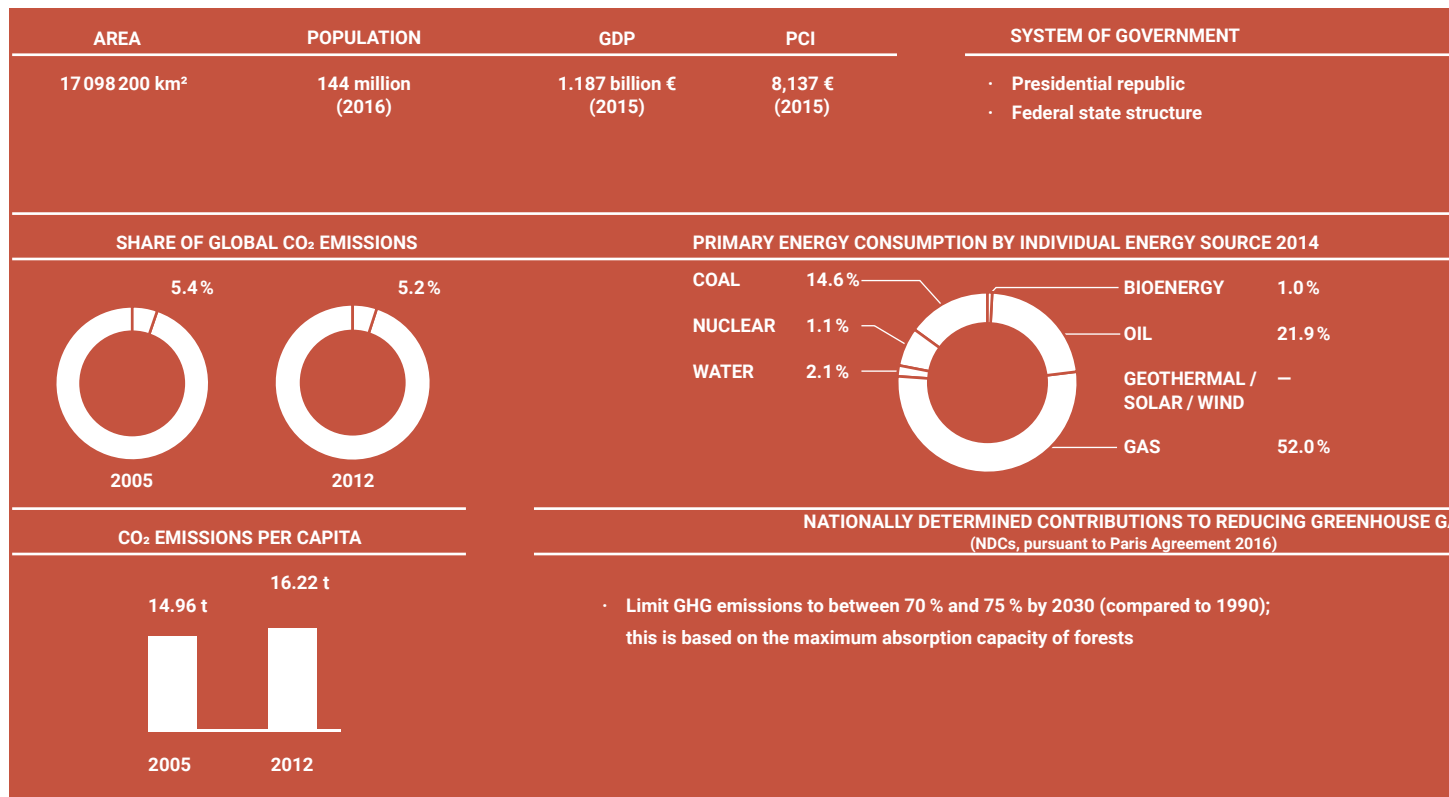 AREA
POPULATION
GDP
PCI
SYSTEM OF GOVERNMENT
17 098 200 km²
144 million
(2016)
1.187 billion €
(2015)
8,137 €
(2015)
· Presidential republic
· Federal state structure
SHARE OF GLOBAL CO₂ EMISSIONS
5.4 %
5.2 %
2005
2012
PRIMARY ENERGY CONSUMPTION BY INDIVIDUAL ENERGY SOURCE 2014
COAL 14.6 %
NUCLEAR 1.1 %
WATER 2.1 %
BIOENERGY 1.0 %
OIL 21.9 %
GEOTHERMAL / —
SOLAR / WIND
GAS 52.0 %
CO₂ EMISSIONS PER CAPITA
14.96 t
16.22 t
2005
2012
NATIONALLY DETERMINED CONTRIBUTIONS TO REDUCING GREENHOUSE
(NDCs, pursuant to Paris Agreement 2016)
· Limit GHG emissions to between 70 % and 75 % by 2030 (compared to 1990);
this is based on the maximum absorption capacity of forests